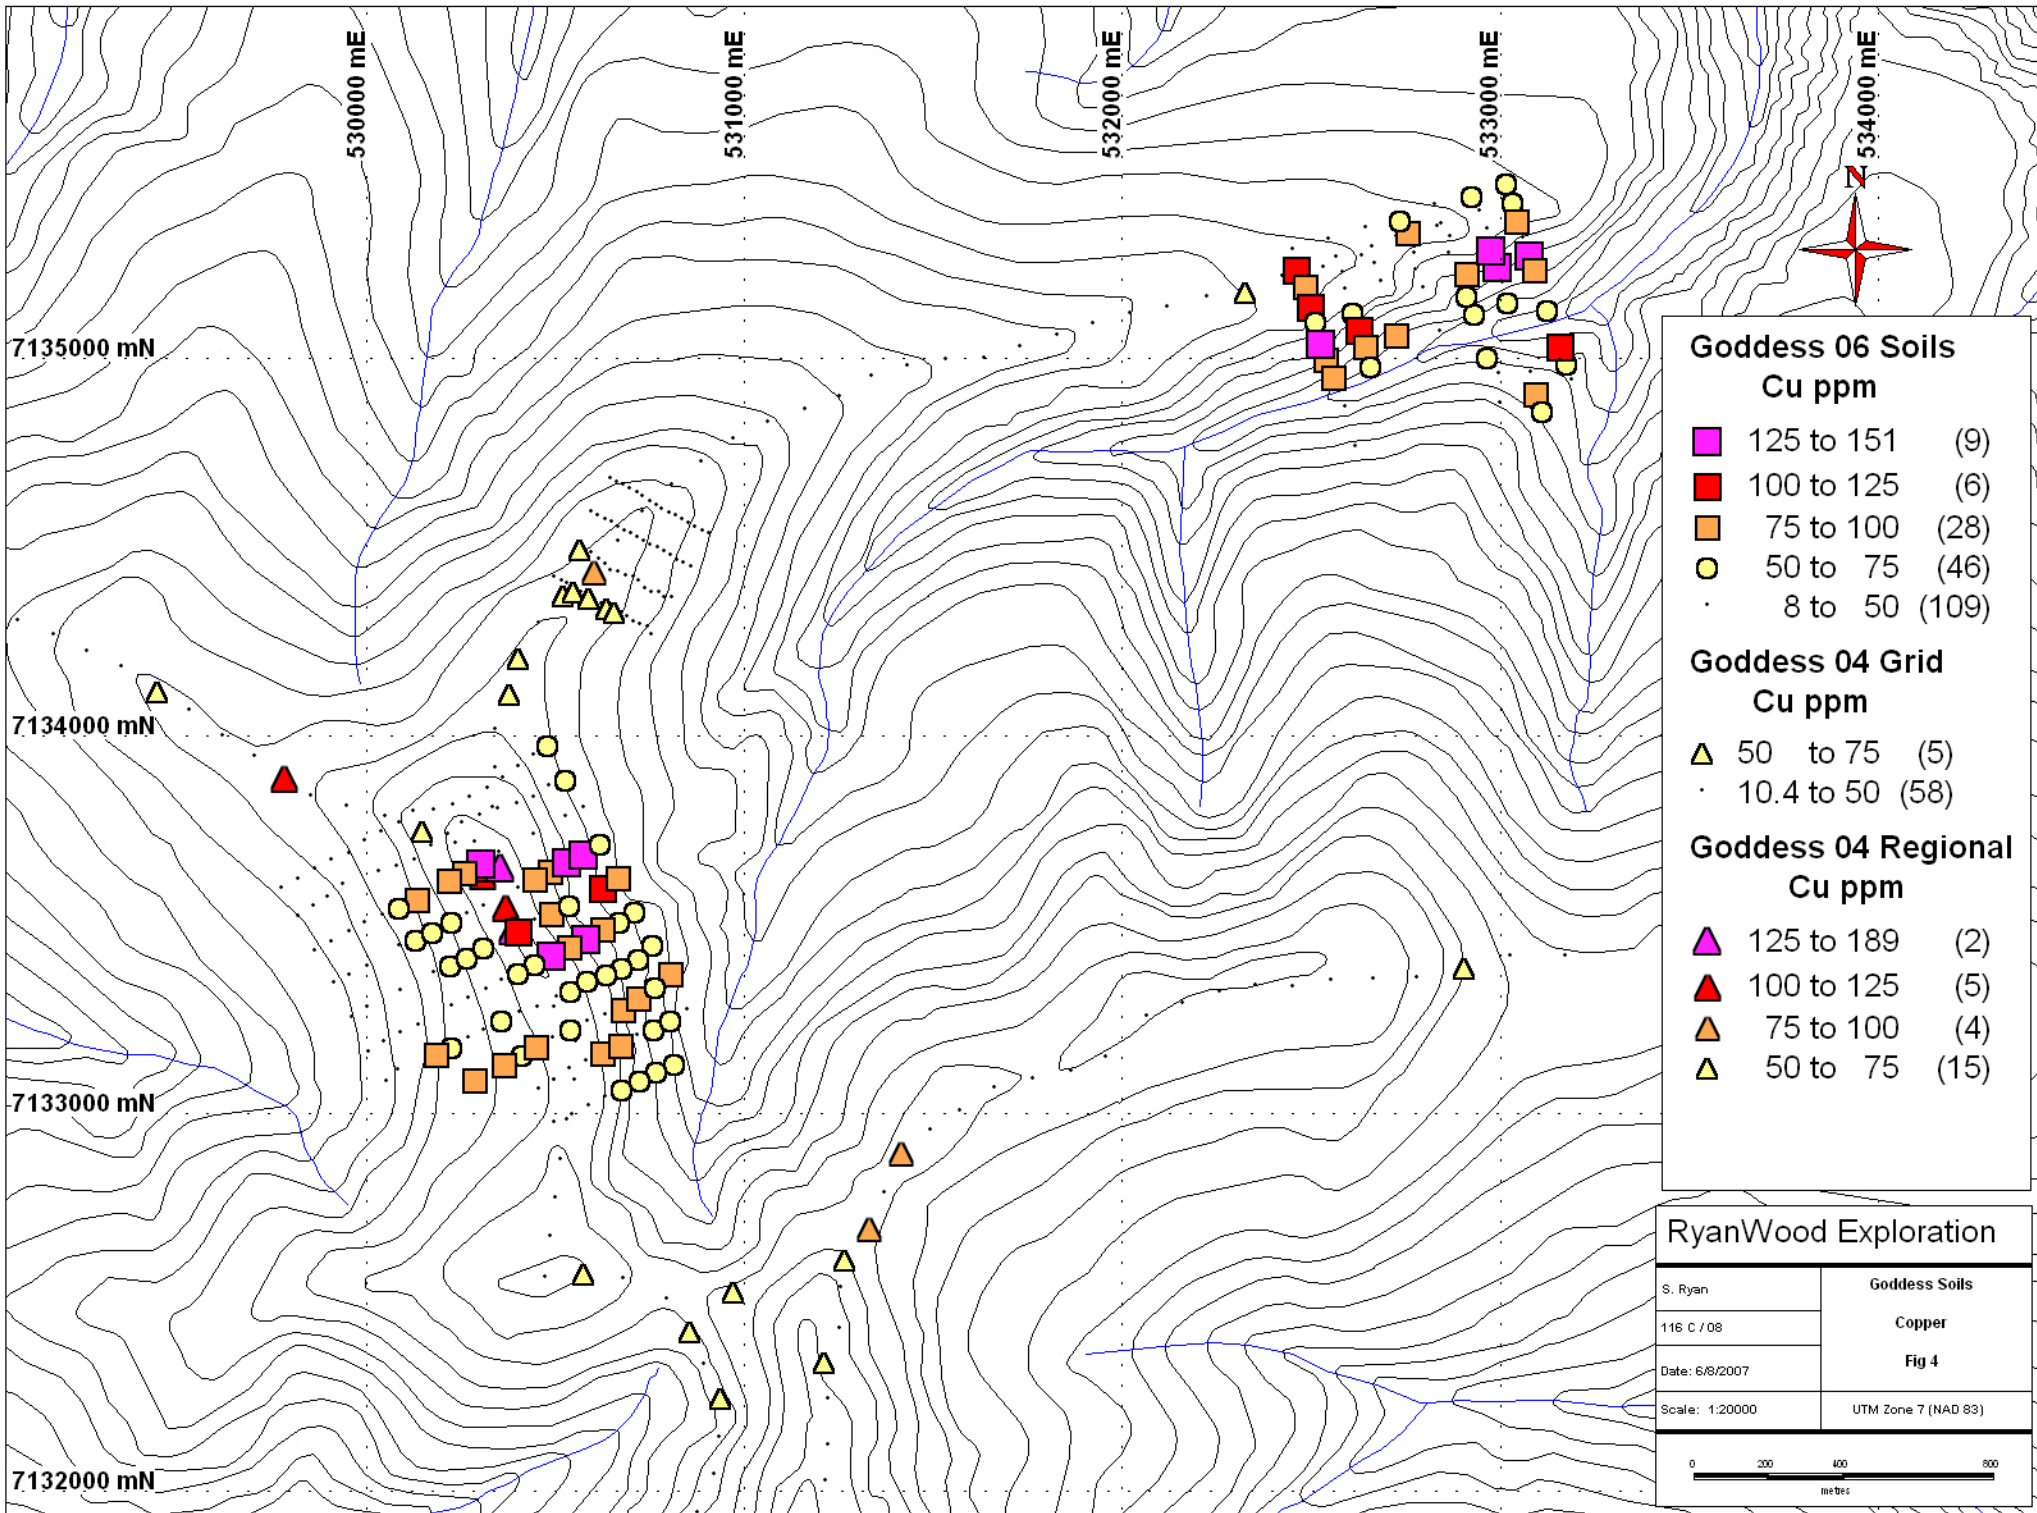 530000 mE
531000 mE
532000 mE
533000 mE
534000 mE
N
7135000 mN
7134000 mN
7133000 mN
7132000 mN
Goddess 06 Soils
Cu ppm
125 to 151 (9)
100 to 125 (6)
75 to 100 (28)
50 to 75 (46)
8 to 50 (109)
Goddess 04 Grid
Cu ppm
50 to 75 (5)
10.4 to 50 (58)
Goddess 04 Regional
Cu ppm
125 to 189 (2)
100 to 125 (5)
75 to 100 (4)
50 to 75 (15)
RyanWood Exploration
S. Ryan
116 C / 08
Date: 6/8/2007
Scale: 1:20000
Goddess Soils
Copper
Fig 4
UTM Zone 7 (NAD 83)
0 200 400 800
metres